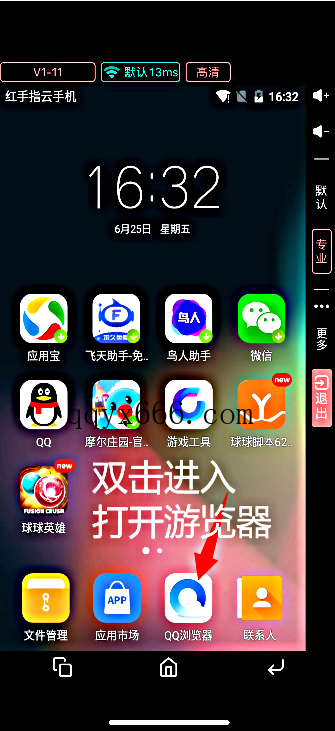 V1-11
默认13ms
高清
红手指云手机
16:32
16:32
6月25日 星期五
默认
专业
更多
退出
应用宝
飞天助手-免..
鸟人
鸟人助手
微信
new
QQ
摩尔庄园-官..
游戏工具
球球脚本62..
qqyx666.com
new
FUSION CRUSH
球球英雄
双击进入
打开游览器
文件管理
APP
应用市场
QQ浏览器
联系人